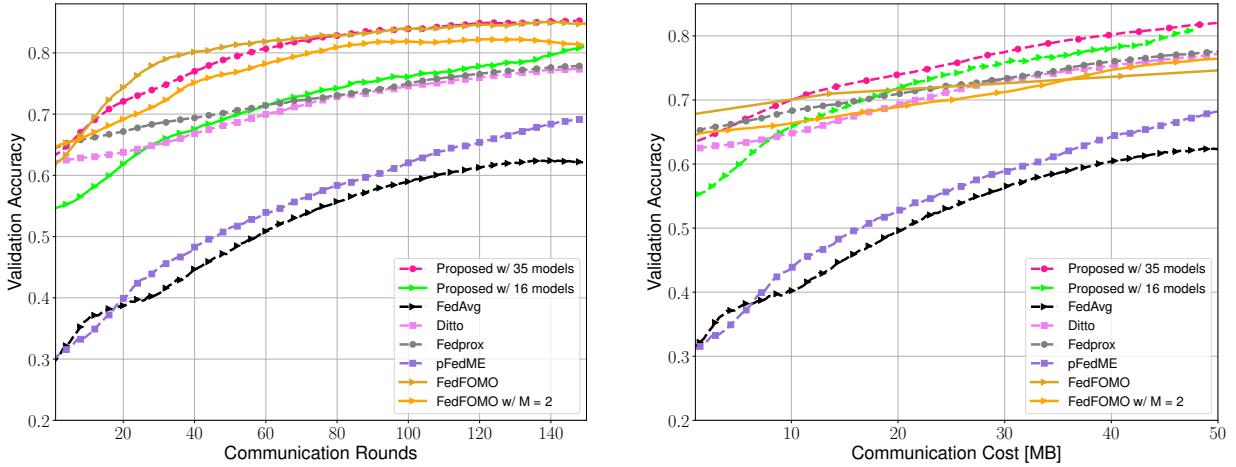 Validation Accuracy
0.8
0.7
0.6
0.5
0.4
0.3
0.2
20
40
60
80
100
120
140
Communication Rounds
Proposed w/ 35 models
Proposed w/ 16 models
FedAvg
Ditto
Fedprox
pFedME
FedFOMO
FedFOMO w/ M = 2
Validation Accuracy
0.8
0.7
0.6
0.5
0.4
0.3
0.2
10
20
30
40
50
Communication Cost [MB]
Proposed w/ 35 models
Proposed w/ 16 models
FedAvg
Ditto
Fedprox
pFedME
FedFOMO
FedFOMO w/ M = 2